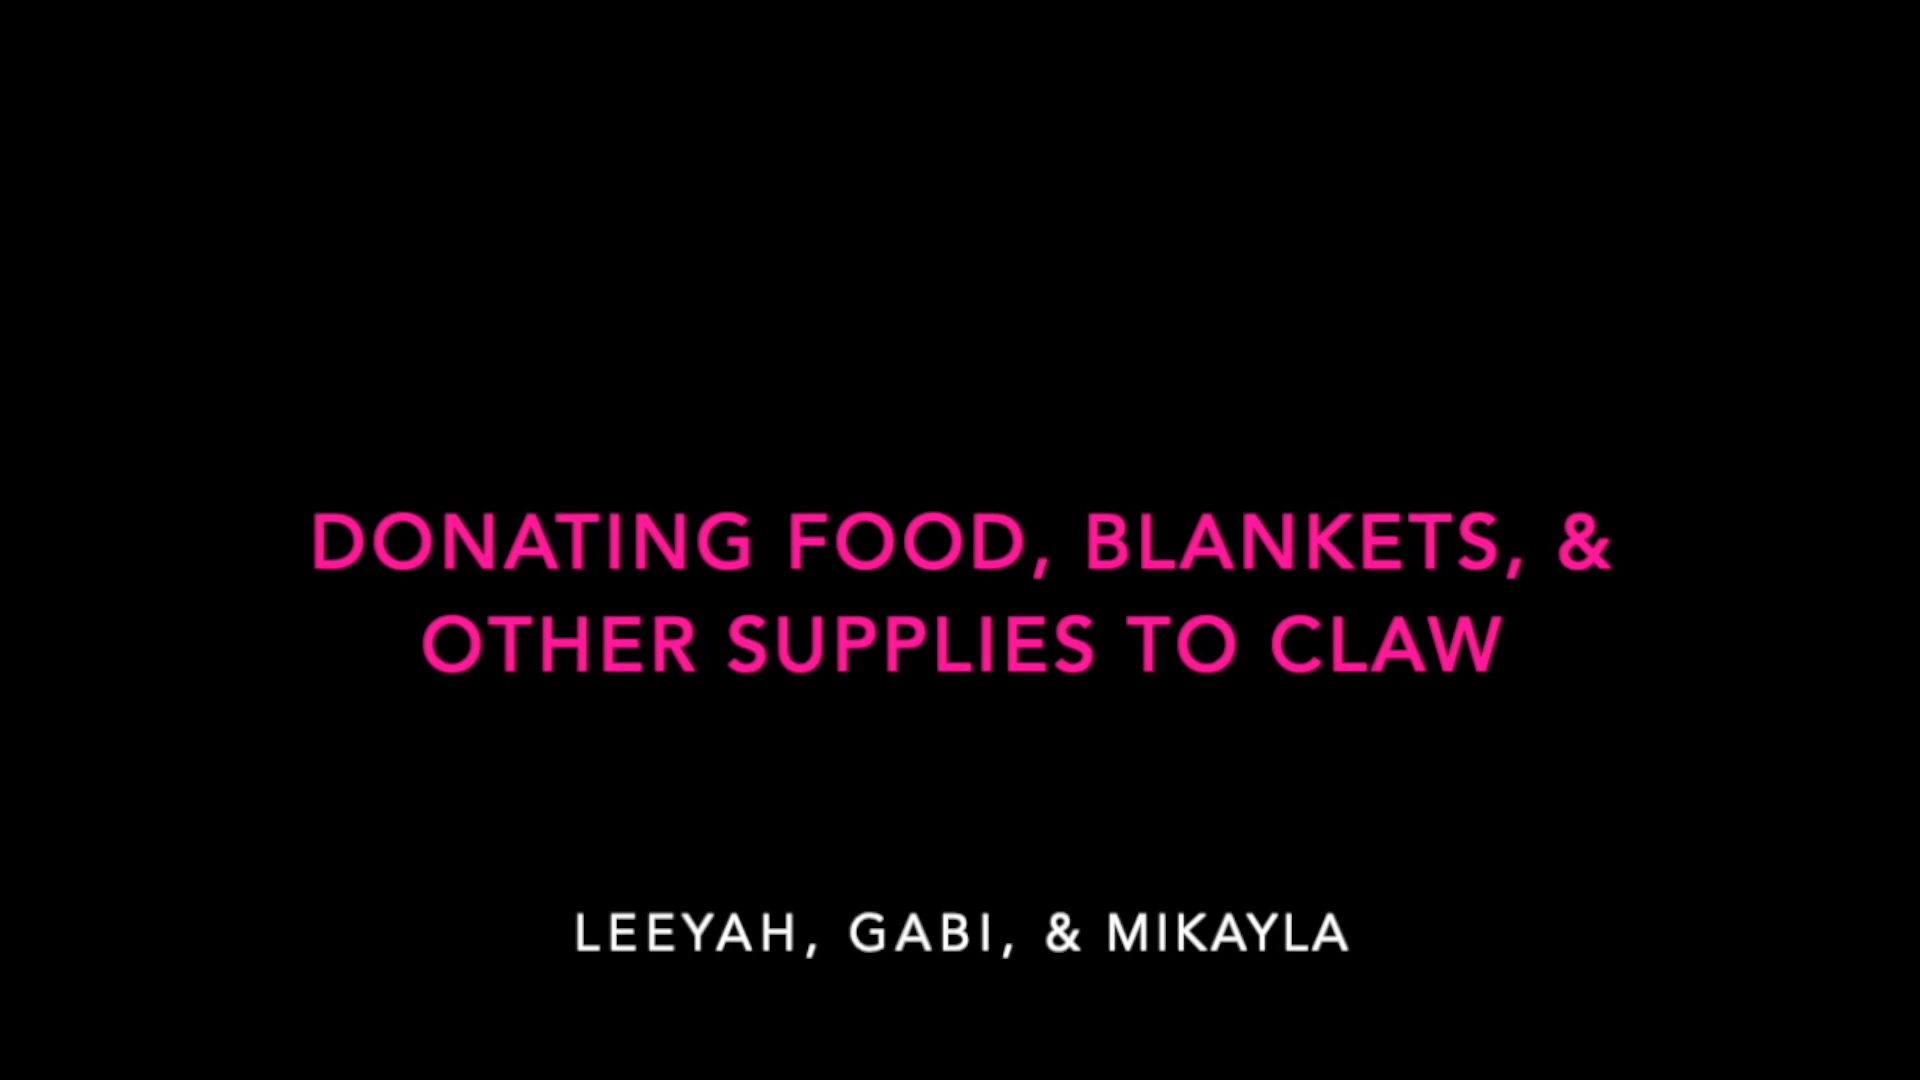 DONATING FOOD, BLANKETS, &
OTHER SUPPLIES TO CLAW
LEEYAH, GABI, & MIKAYLA